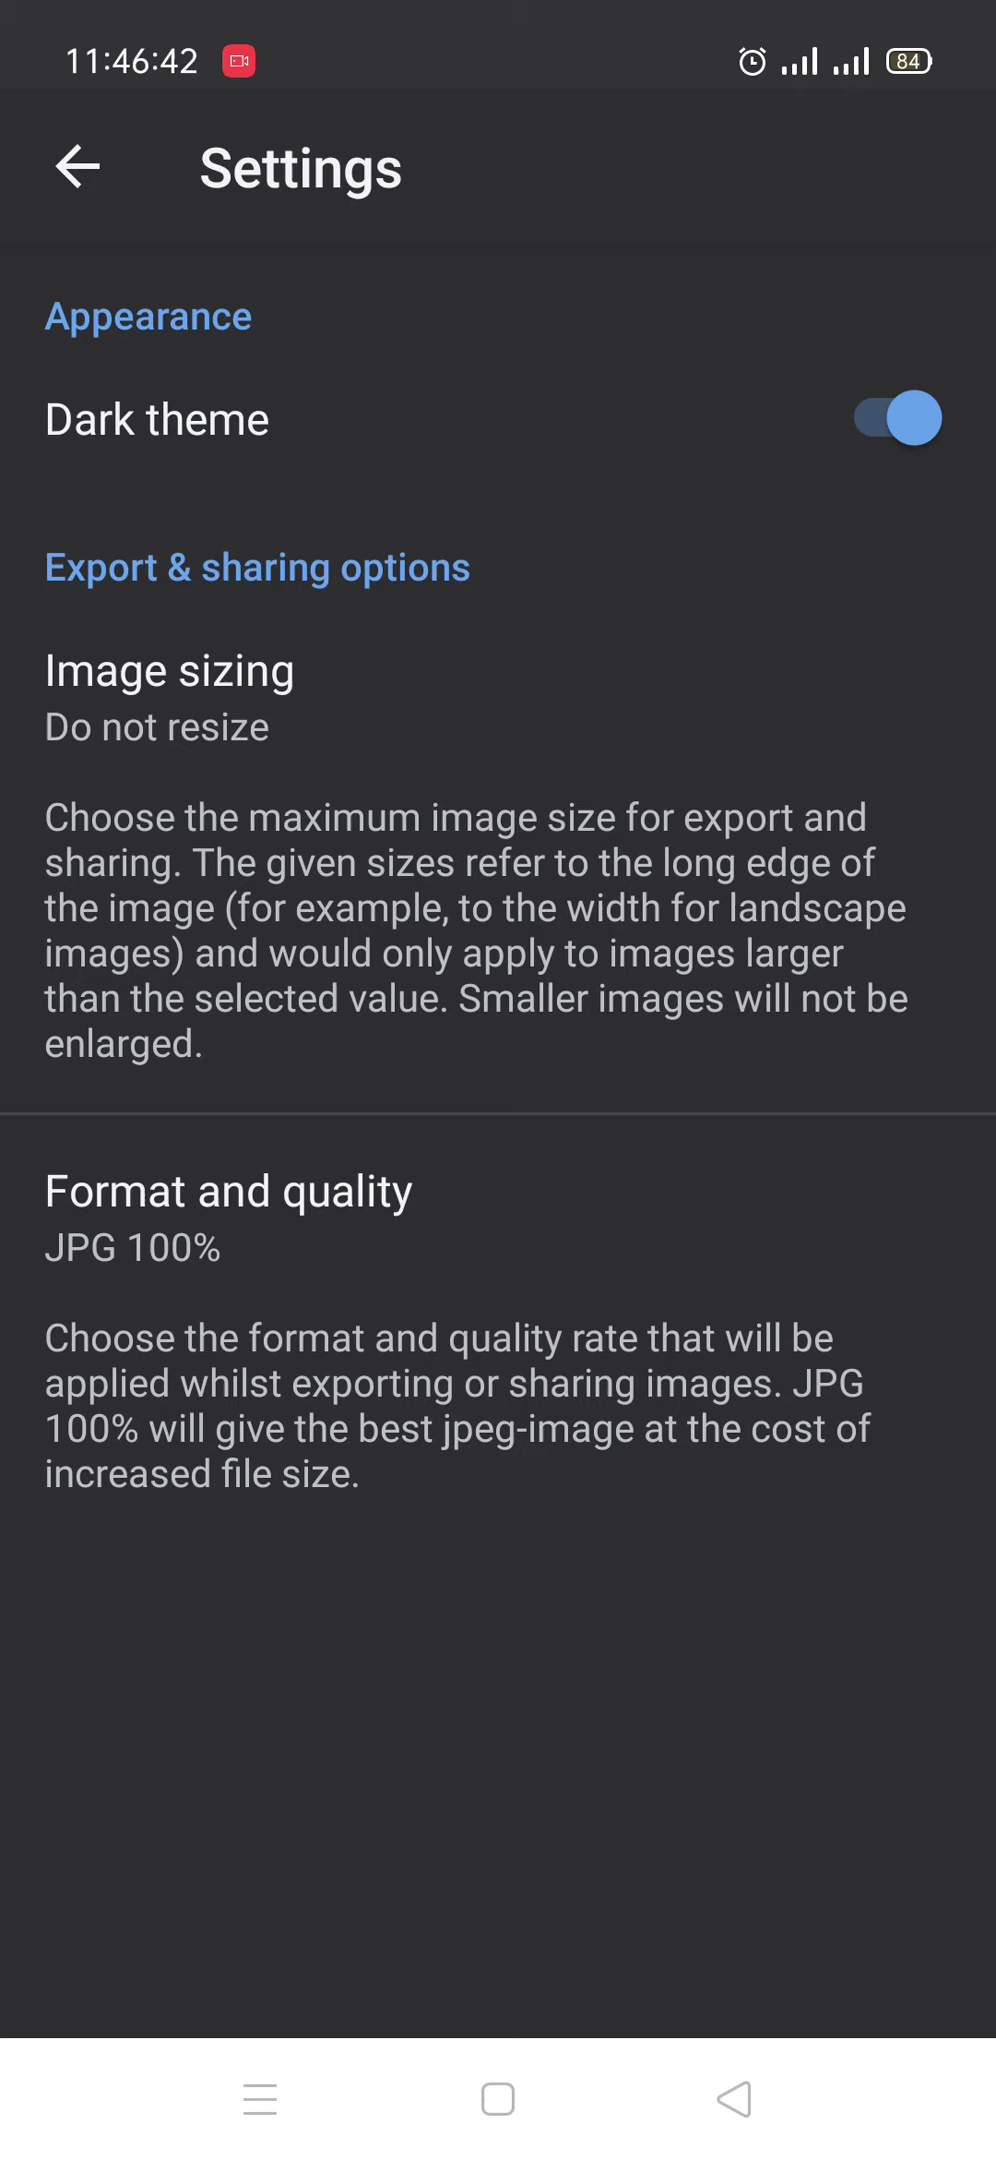 11:46:42
84
Settings
Appearance
Dark theme
Export & sharing options
Image sizing
Do not resize
Choose the maximum image size for export and
sharing. The given sizes refer to the long edge of
the image (for example, to the width for landscape
images) and would only apply to images larger
than the selected value. Smaller images will not be
enlarged.
Format and quality
JPG 100%
Choose the format and quality rate that will be
applied whilst exporting or sharing images. JPG
100% will give the best jpeg-image at the cost of
increased file size.